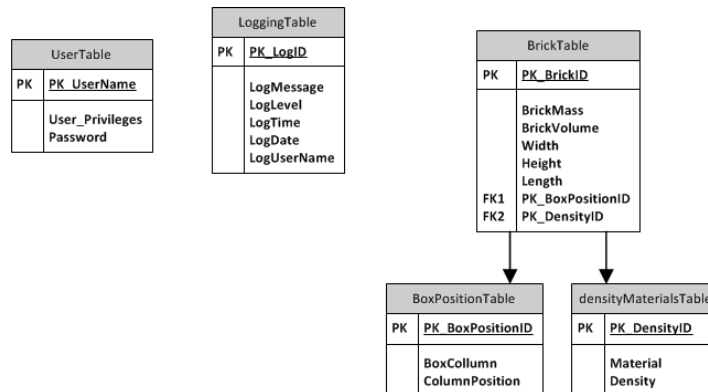 UserTable
PK PK_UserName
User_Privileges
Password
LoggingTable
PK PK_LogID
LogMessage
LogLevel
LogTime
LogDate
LogUserName
BrickTable
PK PK_BrickID
BrickMass
BrickVolume
Width
Height
Length
FK1 PK_BoxPositionID
FK2 PK_DensityID
BoxPositionTable
PK PK_BoxPositionID
BoxCollumn
ColumnPosition
densityMaterialsTable
PK PK_DensityID
Material
Density